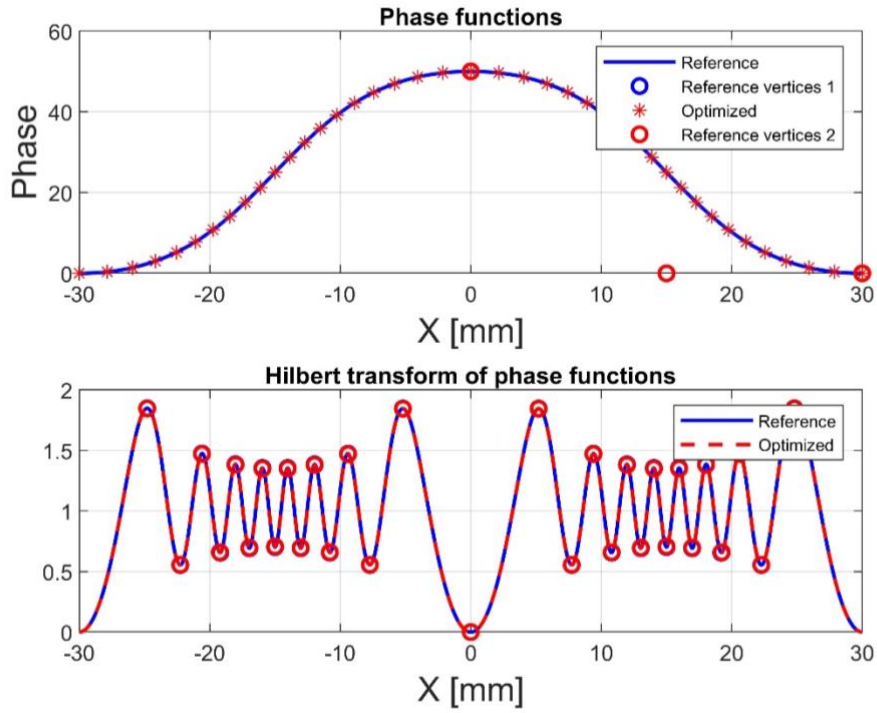 Phase functions
60
40
20
0
Phase
Reference
Reference vertices 1
Optimized
Reference vertices 2
-30
-20
-10
0
10
20
30
X [mm]
Hilbert transform of phase functions
2
1.5
1
0.5
0
Reference
Optimized
-30
-20
-10
0
10
20
30
X [mm]